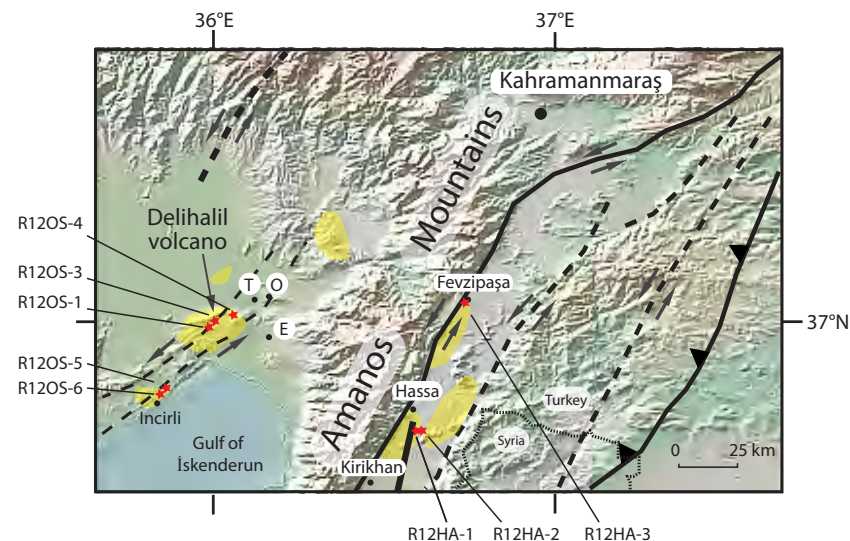 36°E
37°E
Kahramanmaraş
Mountains
R12OS-4
Delihalil
volcano
R12OS-3
R12OS-1
T
O
Fevzipaşa
37°N
E
R12OS-5
R12OS-6
Amanos
Hassa
Turkey
Incirli
Syria
Gulf of
İskenderun
Kirikhan
0
25 km
R12HA-1
R12HA-2
R12HA-3